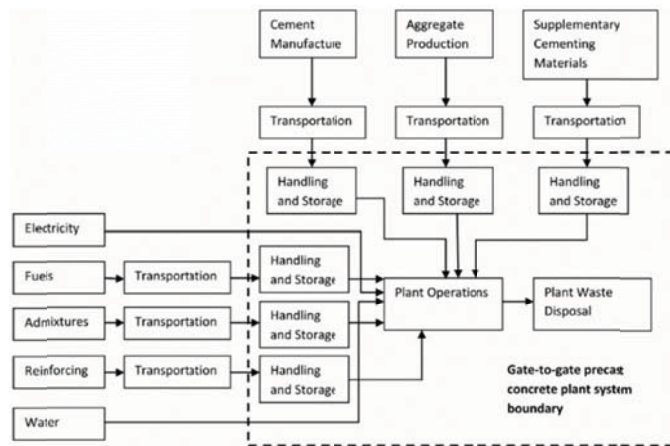 Cement
Manufacture
Aggregate
Production
Supplementary
Cementing
Materials
Transportation
Transportation
Transportation
Handling
and Storage
Handling
and Storage
Handling
and Storage
Electricity
Fuels
Transportation
Handling
and Storage
Plant Operations
Plant Waste
Disposal
Admixtures
Transportation
Handling
and Storage
Reinforcing
Transportation
Handling
and Storage
Gate-to-gate precast
concrete plant system
boundary
Water